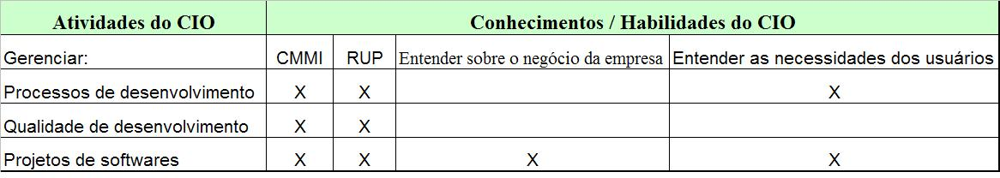 Atividades do CIO Conhecimentos / Habilidades do CIO
Gerenciar: CMMI RUP Entender sobre o negócio da empresa Entender as necessidades dos usuários
Processos de desenvolvimento X X X
Qualidade de desenvolvimento X X
Projetos de softwares X X X X